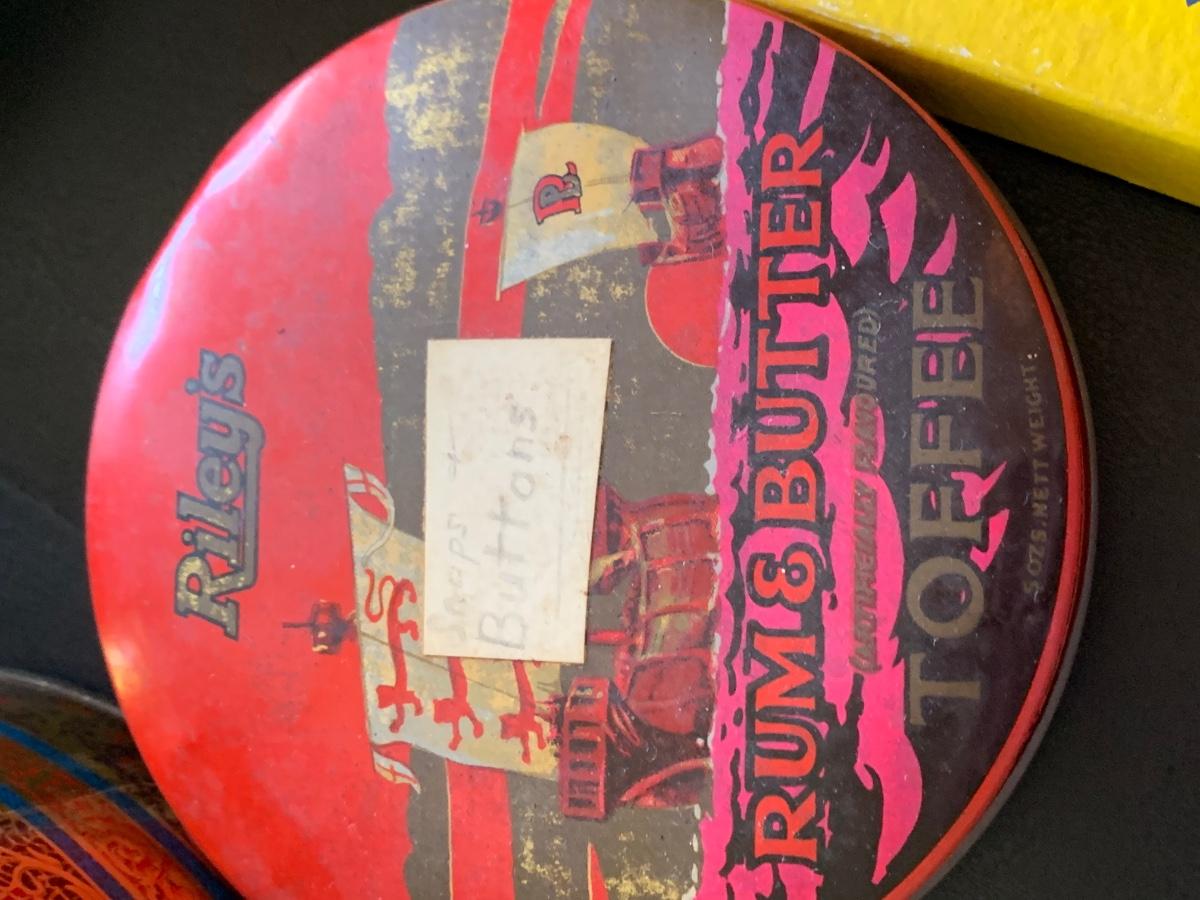 Riley's
R
Snaps +
Buttons
RUM & BUTTER
(ARTIFICIALLY FLAVOURED)
TOFFEE
5 OZS. NETT WEIGHT.